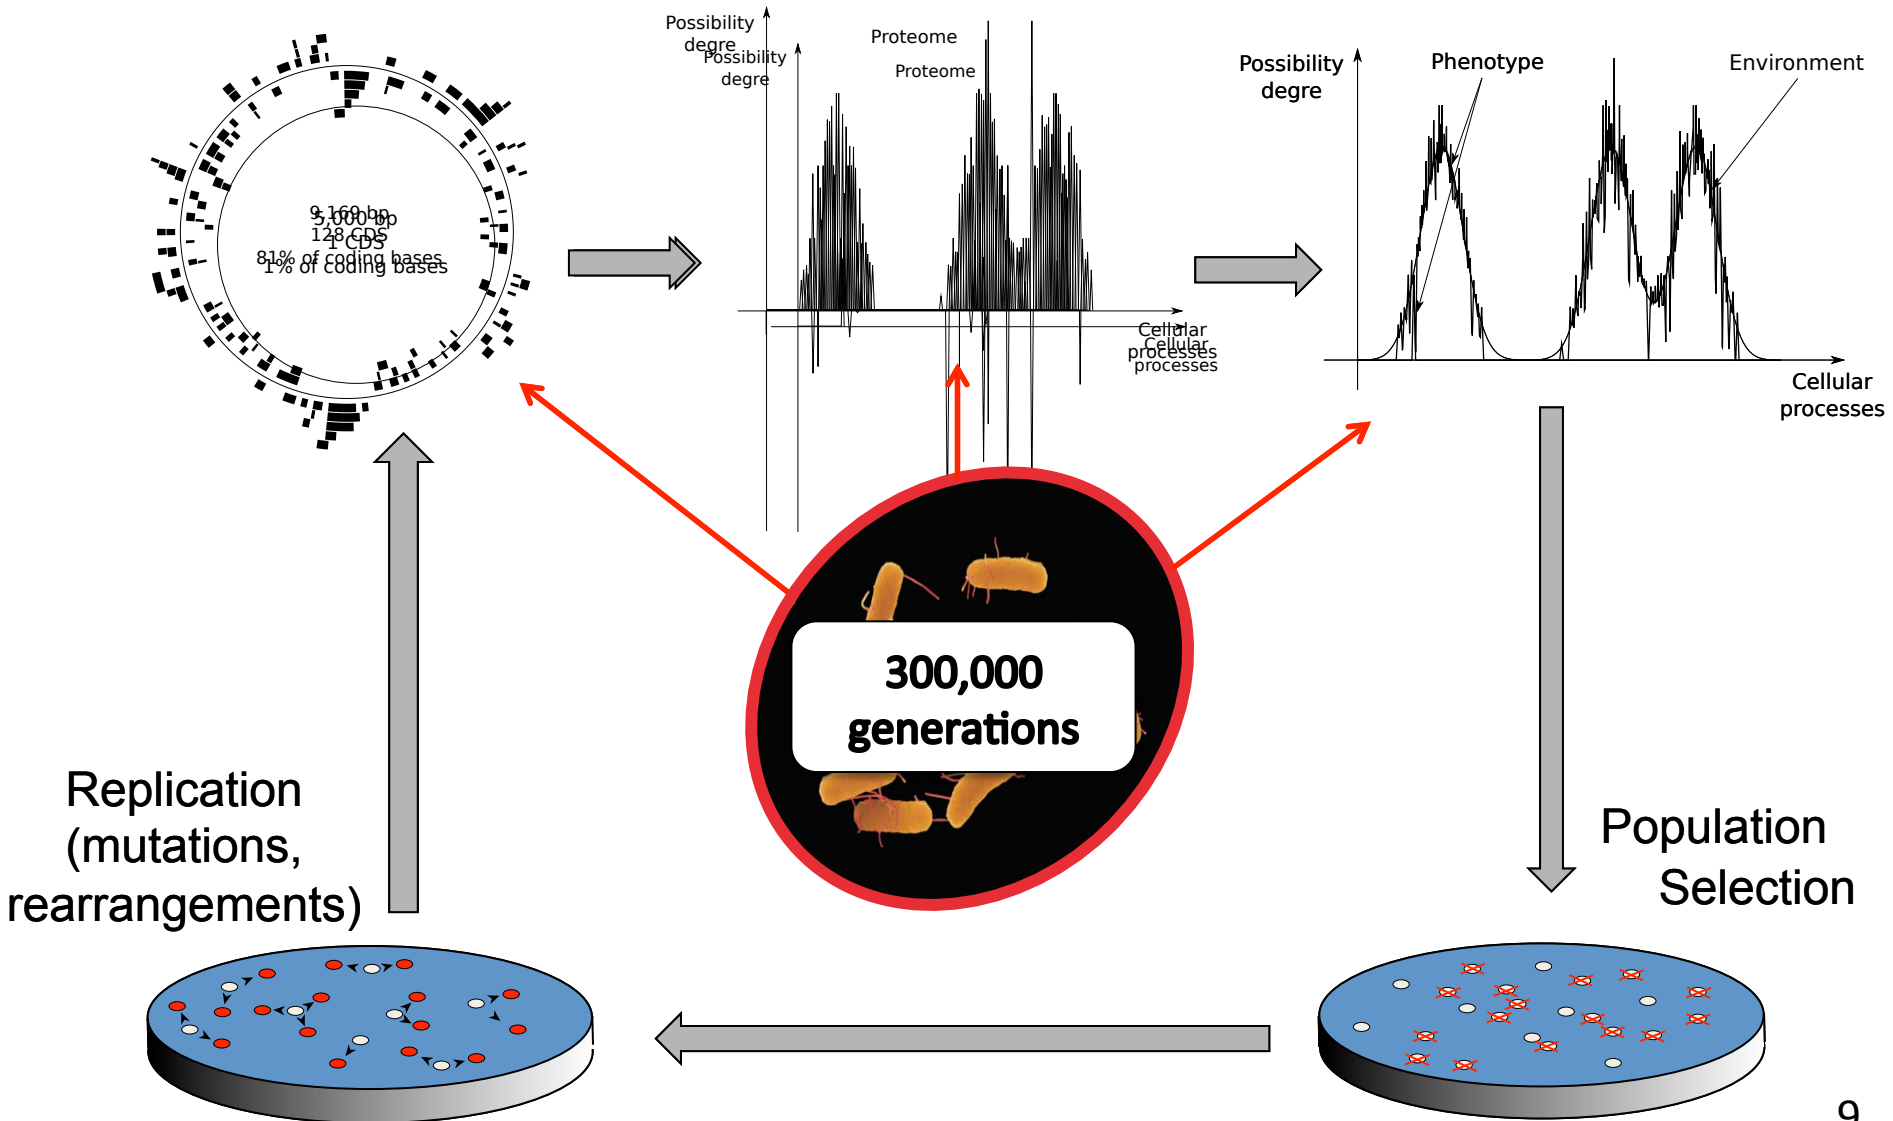 Possibility
degre
Possibility
degre
Proteome
Proteome
Possibility
degre
Phenotype
Environment
9,169 bp
5,000 bp
128 CDS
1 CDS
81% of coding bases
1% of coding bases
Cellular
processes
Cellular
processes
Cellular
processes
300,000
generations
Replication
(mutations,
rearrangements)
Population
Selection
9